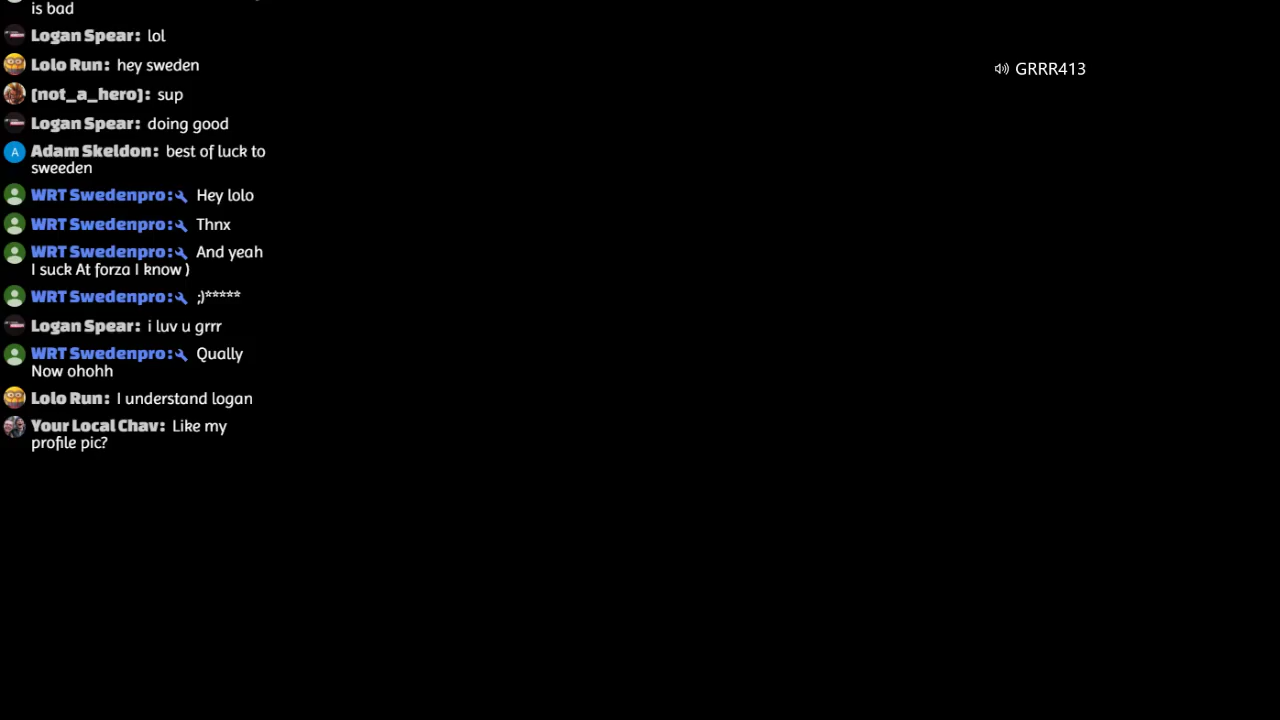 is bad
Logan Spear: lol
Lolo Run: hey sweden
[not_a_hero]: sup
Logan Spear: doing good
A Adam Skeldon: best of luck to
sweeden
WRT Swedenpro: Hey lolo
WRT Swedenpro: Thnx
WRT Swedenpro: And yeah
I suck At forza I know )
WRT Swedenpro: ;)*****
Logan Spear: i luv u grrr
WRT Swedenpro: Qually
Now ohohh
Lolo Run: I understand logan
Your Local Chav: Like my
profile pic?
GRRR413